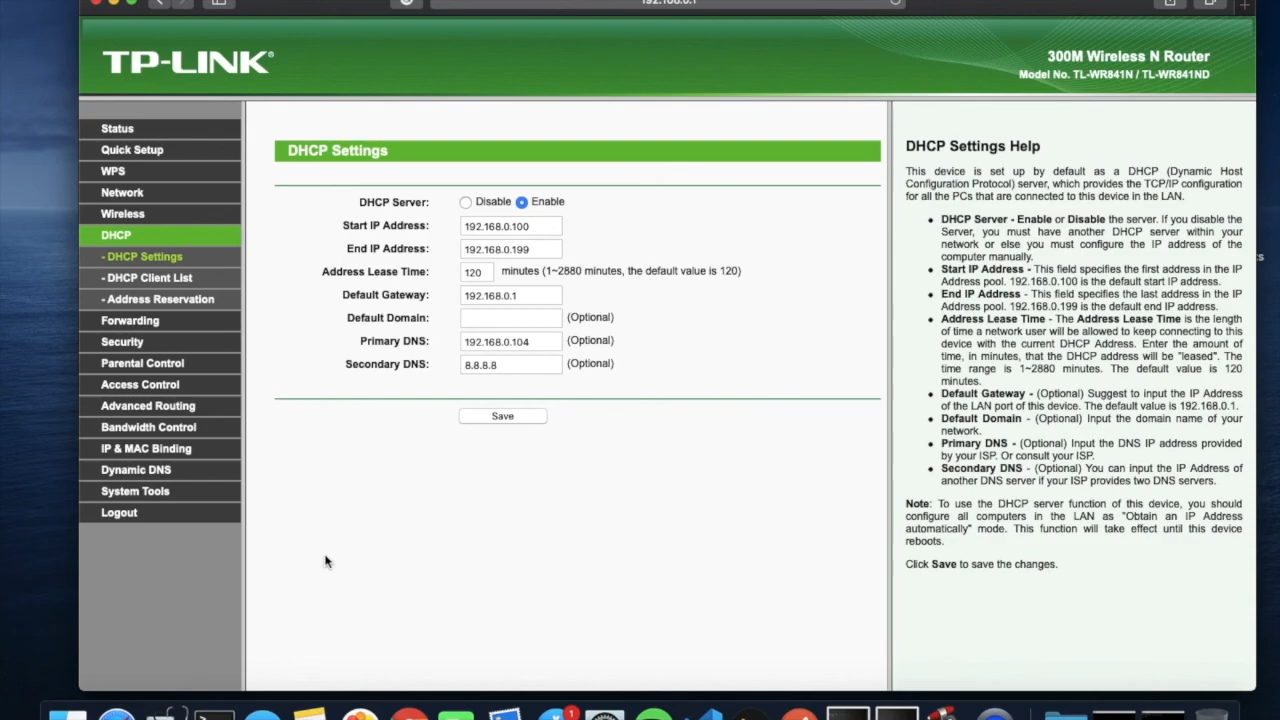 192.168.0.1
TP-LINK®
300M Wireless N Router
Model No. TL-WR841N / TL-WR841ND
Status
Quick Setup
WPS
Network
Wireless
DHCP
- DHCP Settings
- DHCP Client List
- Address Reservation
Forwarding
Security
Parental Control
Access Control
Advanced Routing
Bandwidth Control
IP & MAC Binding
Dynamic DNS
System Tools
Logout
DHCP Settings
DHCP Server: Disable Enable
Start IP Address: 192.168.0.100
End IP Address: 192.168.0.199
Address Lease Time: 120 minutes (1~2880 minutes, the default value is 120)
Default Gateway: 192.168.0.1
Default Domain: (Optional)
Primary DNS: 192.168.0.104 (Optional)
Secondary DNS: 8.8.8.8 (Optional)
Save
DHCP Settings Help
This device is set up by default as a DHCP (Dynamic Host
Configuration Protocol) server, which provides the TCP/IP configuration
for all the PCs that are connected to this device in the LAN.
• DHCP Server - Enable or Disable the server. If you disable the
Server, you must have another DHCP server within your
network or else you must configure the IP address of the
computer manually.
• Start IP Address - This field specifies the first address in the IP
Address pool. 192.168.0.100 is the default start IP address.
• End IP Address - This field specifies the last address in the IP
Address pool. 192.168.0.199 is the default end IP address.
• Address Lease Time - The Address Lease Time is the length
of time a network user will be allowed to keep connecting to this
device with the current DHCP Address. Enter the amount of
time, in minutes, that the DHCP address will be "leased". The
time range is 1~2880 minutes. The default value is 120
minutes.
• Default Gateway - (Optional) Suggest to input the IP Address
of the LAN port of this device. The default value is 192.168.0.1.
• Default Domain - (Optional) Input the domain name of your
network.
• Primary DNS - (Optional) Input the DNS IP address provided
by your ISP. Or consult your ISP.
• Secondary DNS - (Optional) You can input the IP Address of
another DNS server if your ISP provides two DNS servers.
Note: To use the DHCP server function of this device, you should
configure all computers in the LAN as "Obtain an IP Address
automatically" mode. This function will take effect until this device
reboots.
Click Save to save the changes.
1